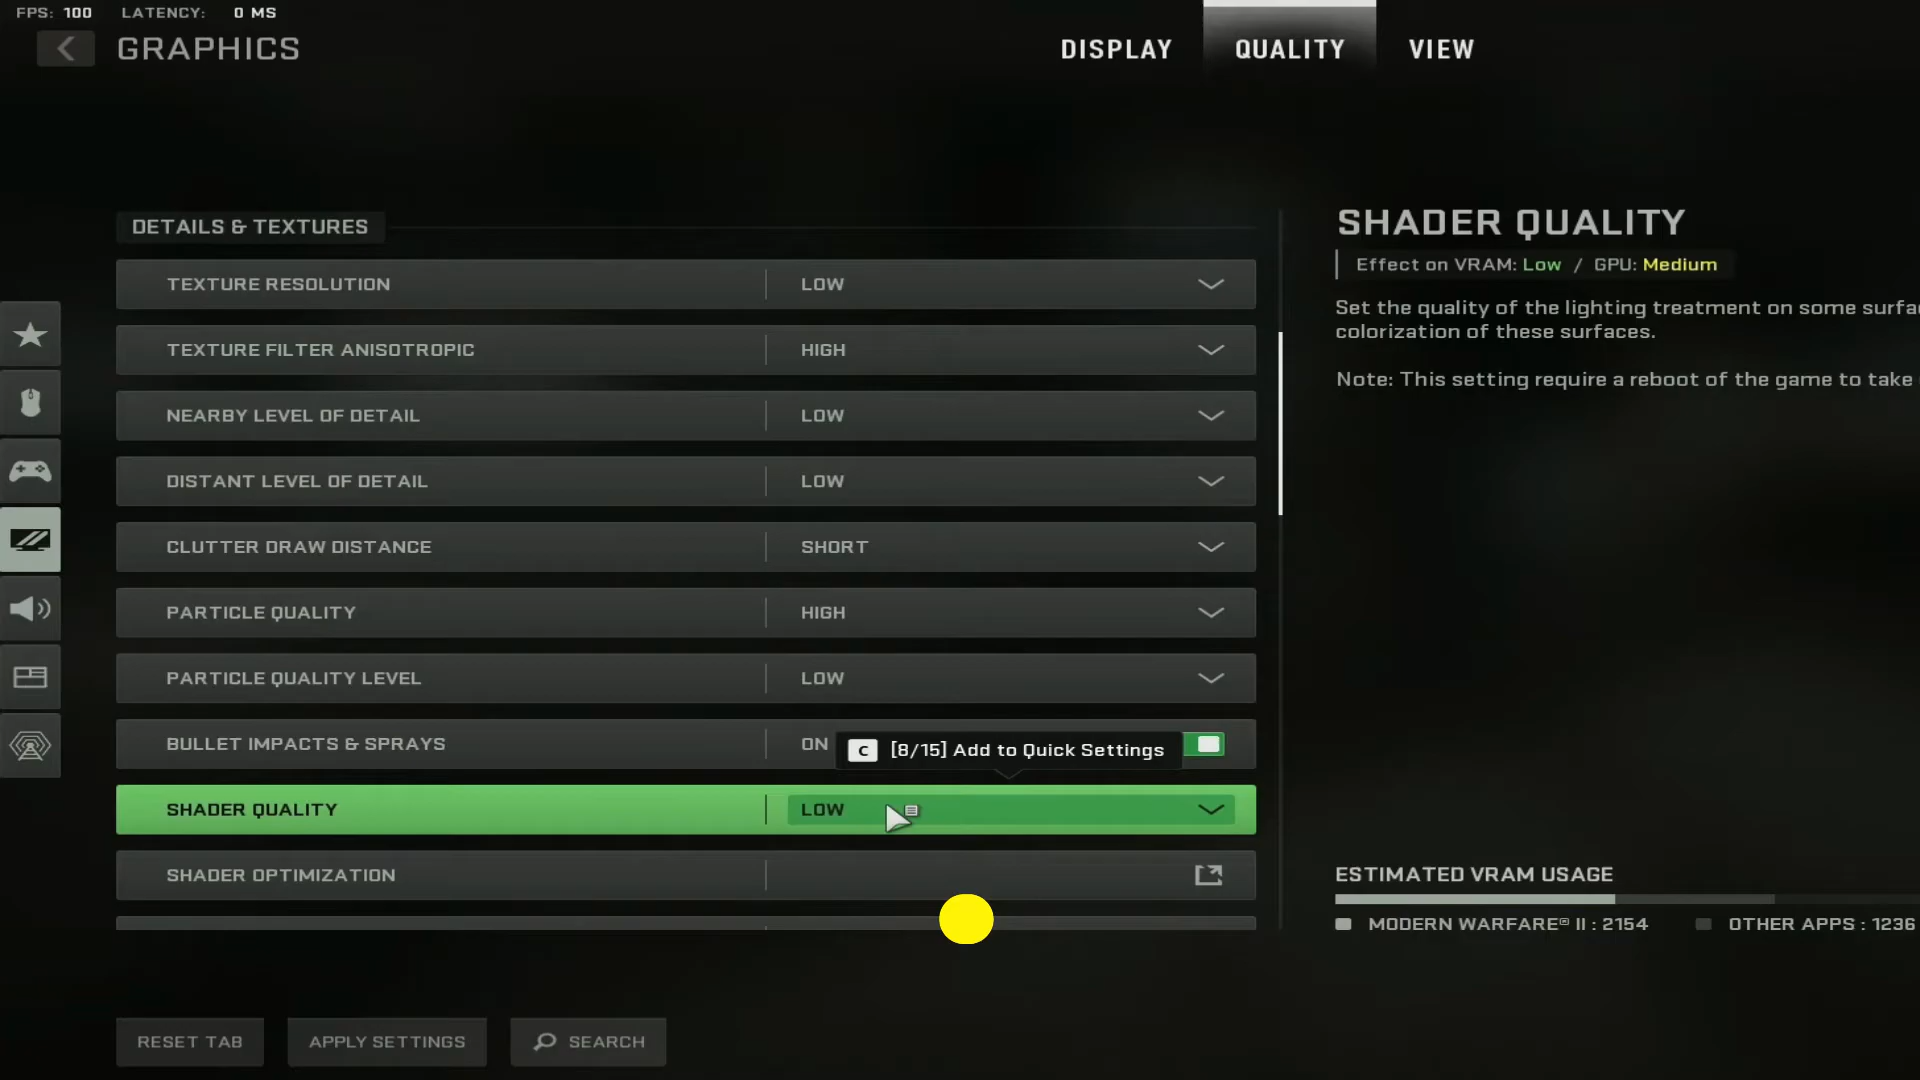 FPS: 100 LATENCY: 0 MS
GRAPHICS
DISPLAY QUALITY VIEW
DETAILS & TEXTURES
TEXTURE RESOLUTION LOW
TEXTURE FILTER ANISOTROPIC HIGH
NEARBY LEVEL OF DETAIL LOW
DISTANT LEVEL OF DETAIL LOW
CLUTTER DRAW DISTANCE SHORT
PARTICLE QUALITY HIGH
PARTICLE QUALITY LEVEL LOW
BULLET IMPACTS & SPRAYS ON
C [8/15] Add to Quick Settings
SHADER QUALITY LOW
SHADER OPTIMIZATION
RESET TAB APPLY SETTINGS SEARCH
SHADER QUALITY
Effect on VRAM: Low / GPU: Medium
Set the quality of the lighting treatment on some
colorization of these surfaces.
Note: This setting require a reboot of the game to take
ESTIMATED VRAM USAGE
MODERN WARFARE® II : 2154 OTHER APPS : 1236